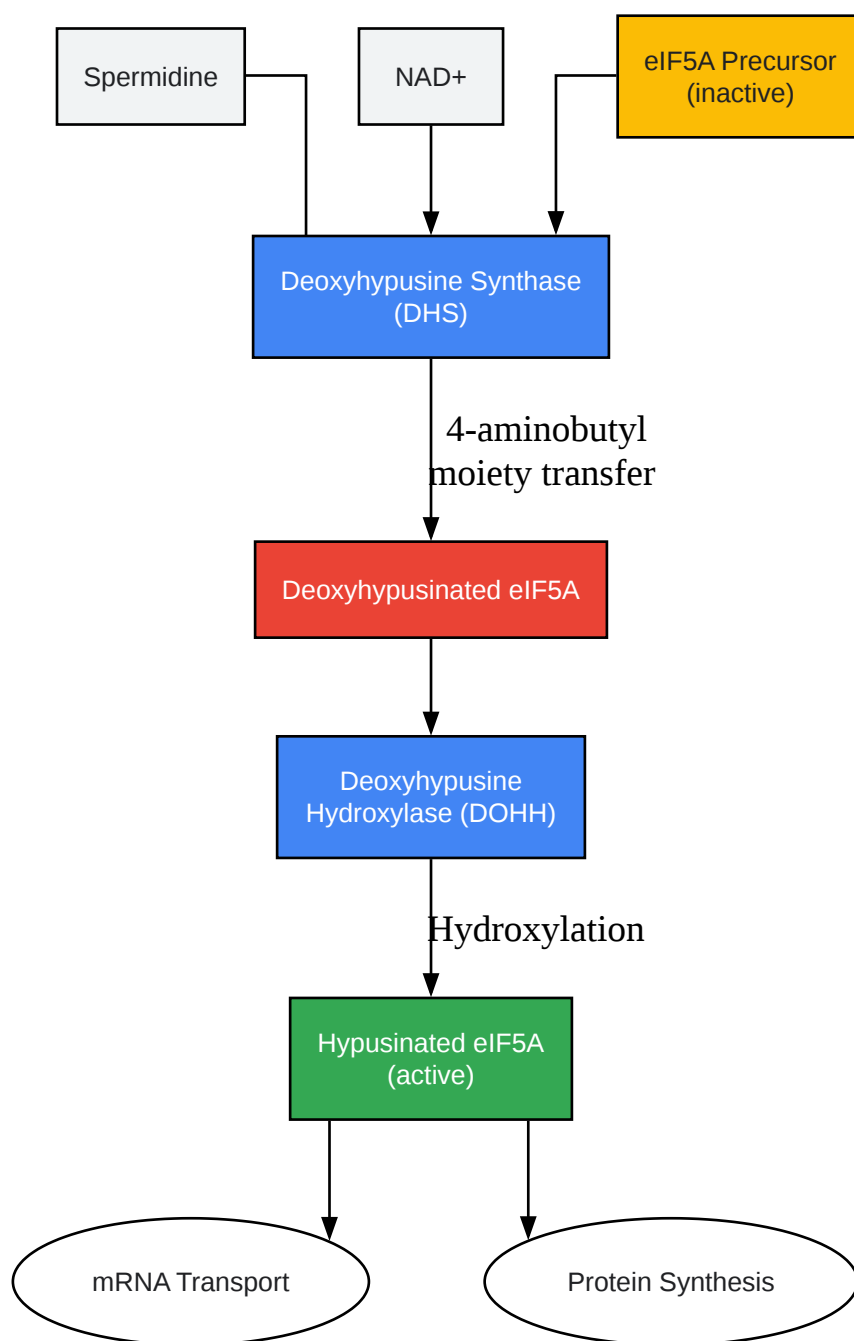 Spermidine
NAD+
eIF5A Precursor
(inactive)
Deoxyhypusine Synthase
(DHS)
4-aminobutyl
moiety transfer
Deoxyhypusinated eIF5A
Deoxyhypusine
Hydroxylase (DOHH)
Hydroxylation
Hypusinated eIF5A
(active)
mRNA Transport
Protein Synthesis